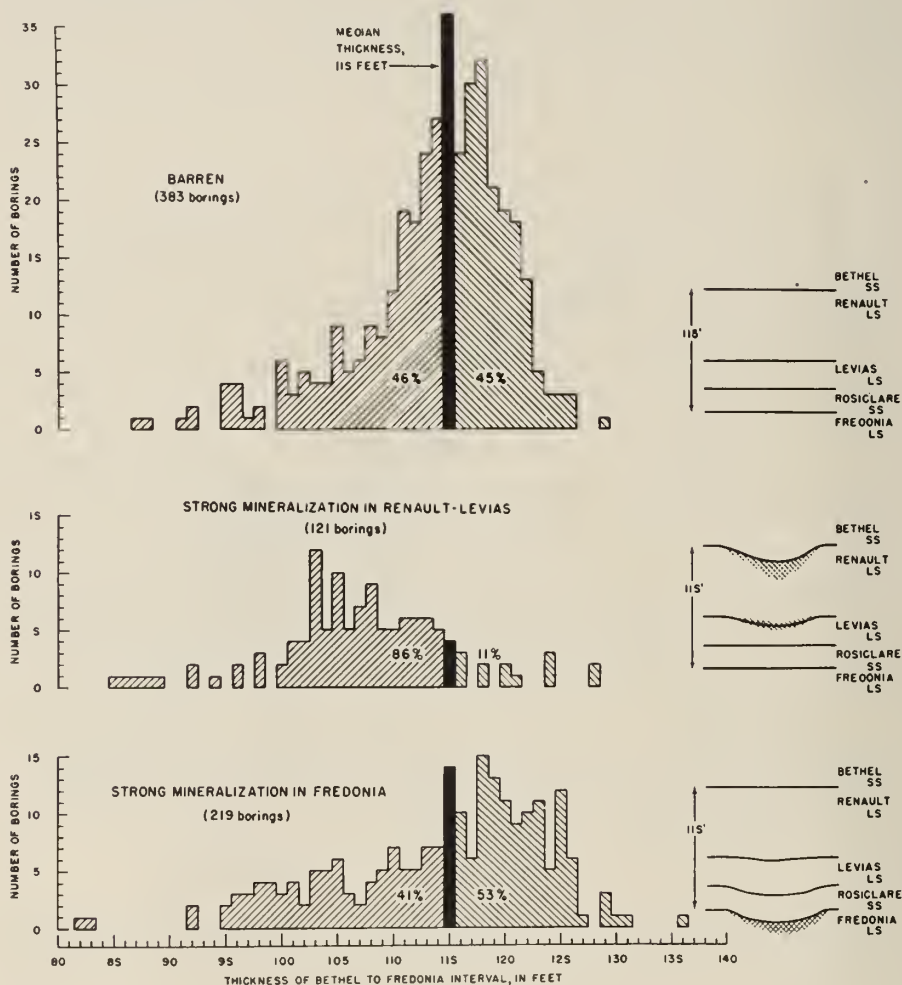 35
30
25
20
15
10
5
0
NUMBER OF BORINGS
BARREN
(383 borings)
MEDIAN
THICKNESS,
115 FEET
46%
45%
BETHEL
SS
RENAULT
LS
115'
LEVIAS
LS
ROSICLARE
SS
FREDONIA
LS
STRONG MINERALIZATION IN RENAULT-LEVIAS
(121 borings)
15
10
5
0
NUMBER OF BORINGS
86%
11%
BETHEL
SS
RENAULT
LS
115'
LEVIAS
LS
ROSICLARE
SS
FREDONIA
LS
STRONG MINERALIZATION IN FREDONIA
(219 borings)
15
10
5
0
NUMBER OF BORINGS
41%
53%
BETHEL
SS
RENAULT
LS
115'
LEVIAS
LS
ROSICLARE
SS
FREDONIA
LS
80 85 90 95 100 105 110 115 120 125 130 135 140
THICKNESS OF BETHEL TO FREDONIA INTERVAL, IN FEET